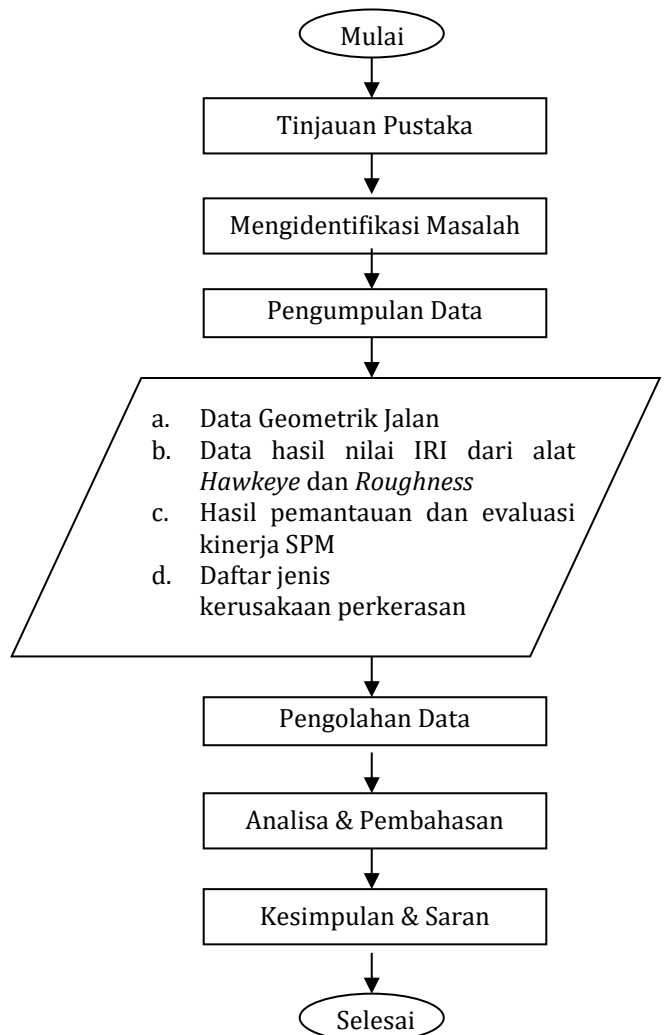 Mulai
Tinjauan Pustaka
Mengidentifikasi Masalah
Pengumpulan Data
a. Data Geometrik Jalan
b. Data hasil nilai IRI dari alat
Hawkeye dan Roughness
c. Hasil pemantauan dan evaluasi
kinerja SPM
d. Daftar jenis
kerusakaan perkerasan
Pengolahan Data
Analisa & Pembahasan
Kesimpulan & Saran
Selesai